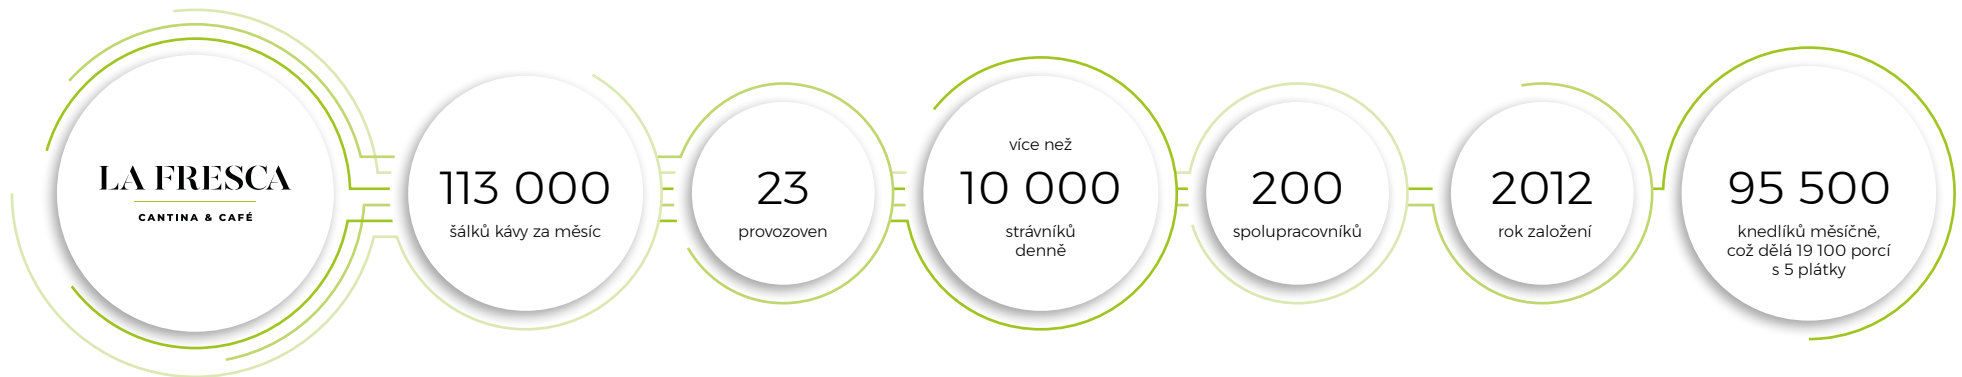 LA FRESCA
CANTINA & CAFÉ
113 000
šálků kávy za měsíc
23
provozoven
více než
10 000
strávníků
denně
200
spolupracovníků
2012
rok založení
95 500
knedlíků měsíčně,
což dělá 19 100 porcí
s 5 plátky